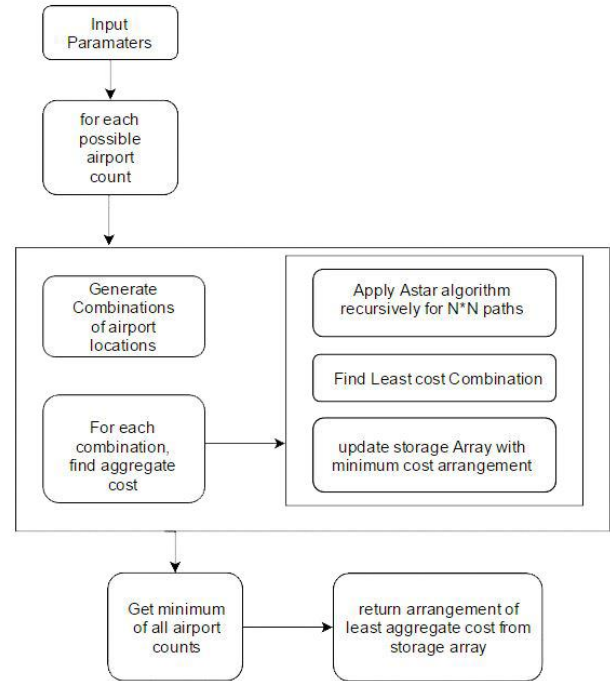 Input
Paramaters
for each
possible
airport
count
Generate
Combinations
of airport
locations
For each
combination,
find aggregate
cost
Apply Astar algorithm
recursively for N*N paths
Find Least cost Combination
update storage Array with
minimum cost arrangement
Get minimum
of all airport
counts
return arrangement of
least aggregate cost from
storage array